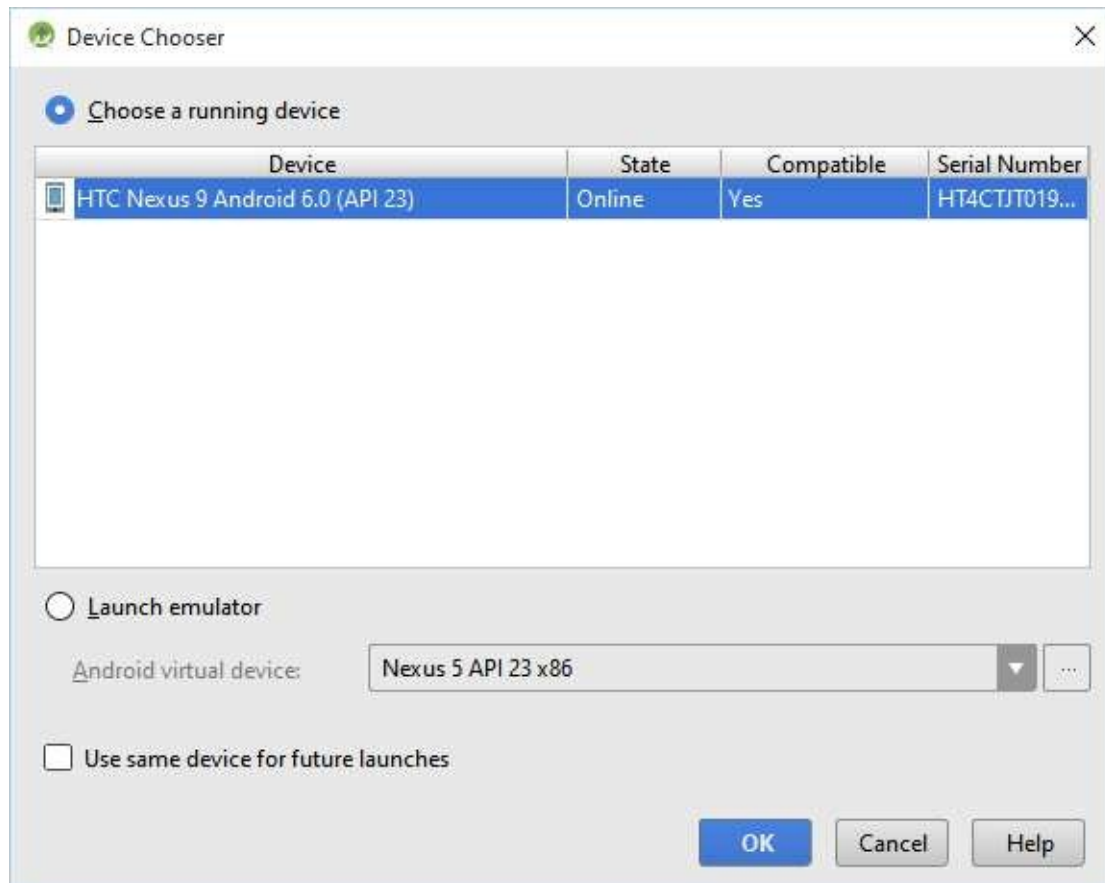 Device Chooser
Choose a running device
Device State Compatible Serial Number
HTC Nexus 9 Android 6.0 (API 23) Online Yes HT4CTJT019...
Launch emulator
Android virtual device: Nexus 5 API 23 x86 ...
Use same device for future launches
OK Cancel Help